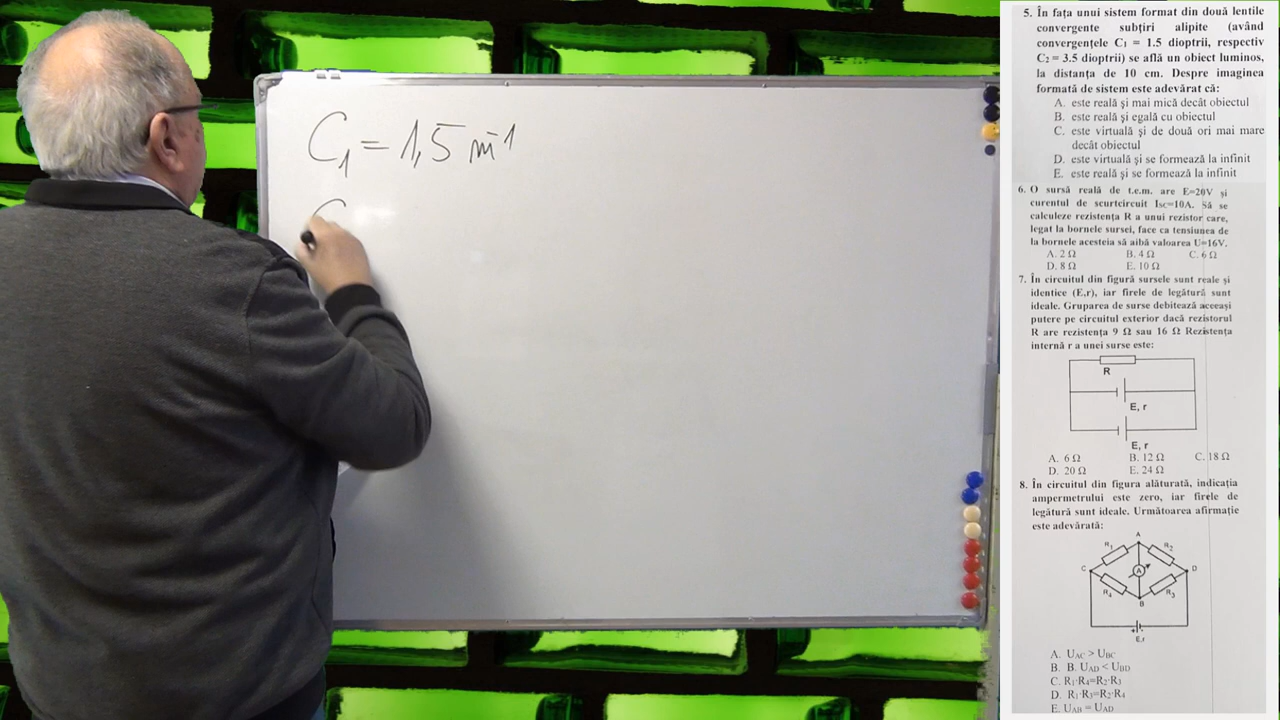 C₁ = 1,5 m⁻¹
C
5. În fața unui sistem format din două lentile
convergente subțiri alipite (având
convergențele C₁ = 1.5 dioptrii, respectiv
C₂ = 3.5 dioptrii) se află un obiect luminos,
la distanța de 10 cm. Despre imaginea
formată de sistem este adevărat că:
A. este reală și mai mică decât obiectul
B. este reală și egală cu obiectul
C. este virtuală și de două ori mai mare
decât obiectul
D. este virtuală și se formează la infinit
E. este reală și se formează la infinit
6. O sursă reală de t.e.m. are E=20V și
curentul de scurtcircuit Isc=10A. Să se
calculeze rezistența R a unui rezistor care,
legat la bornele sursei, face ca tensiunea de
la bornele acesteia să aibă valoarea U=16V.
A. 2 Ω B. 4 Ω C. 6 Ω
D. 8 Ω E. 10 Ω
7. În circuitul din figură sursele sunt reale și
identice (E,r), iar firele de legătură sunt
ideale. Gruparea de surse debitează aceeași
putere pe circuitul exterior dacă rezistorul
R are rezistența 9 Ω sau 16 Ω Rezistența
internă r a unei surse este:
R
E, r
E, r
A. 6 Ω B. 12 Ω C. 18 Ω
D. 20 Ω E. 24 Ω
8. În circuitul din figura alăturată, indicația
ampermetrului este zero, iar firele de
legătură sunt ideale. Următoarea afirmație
este adevărată:
A
R₁ R₂
C A D
R₄ R₃
B
+
E,r
A. UAC > UBC
B. B. UAD < UBD
C. R₁·R₄=R₂·R₃
D. R₁·R₃=R₂·R₄
E. UAB = UAD